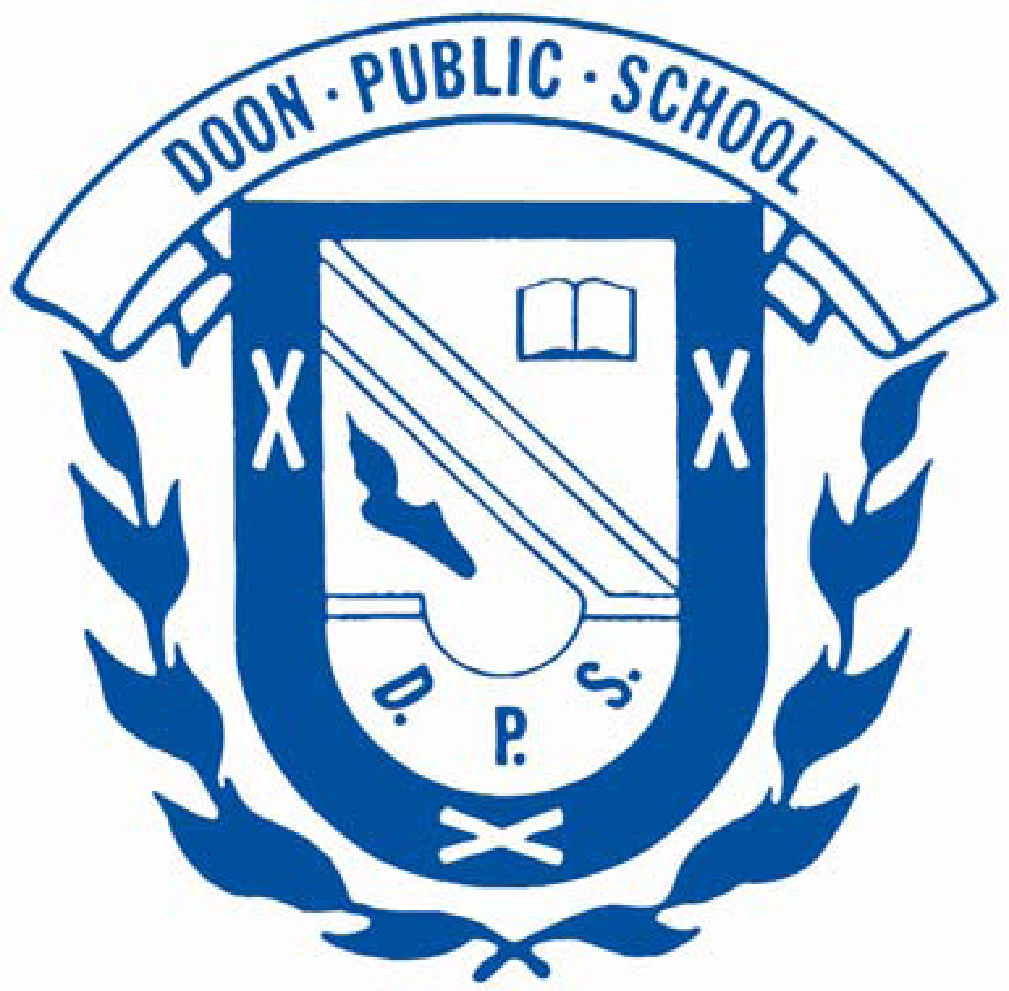 DOON · PUBLIC · SCHOOL
D. P. S.